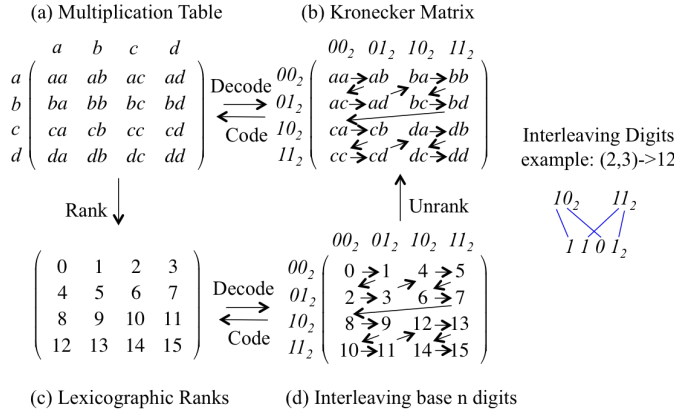 (a) Multiplication Table
a b c d
a aa ab ac ad
b ba bb bc bd
c ca cb cc cd
d da db dc dd
Decode
Code
(b) Kronecker Matrix
00₂ 01₂ 10₂ 11₂
00₂ aa→ab ba→bb
01₂ ac→ad bc→bd
10₂ ca→cb da→db
11₂ cc→cd dc→dd
Interleaving Digits
example: (2,3)->12
10₂ 11₂
1 1 0 1₂
Rank
Unrank
0 1 2 3
4 5 6 7
8 9 10 11
12 13 14 15
Decode
Code
00₂ 01₂ 10₂ 11₂
00₂ 0→1 4→5
01₂ 2→3 6→7
10₂ 8→9 12→13
11₂ 10→11 14→15
(c) Lexicographic Ranks
(d) Interleaving base n digits